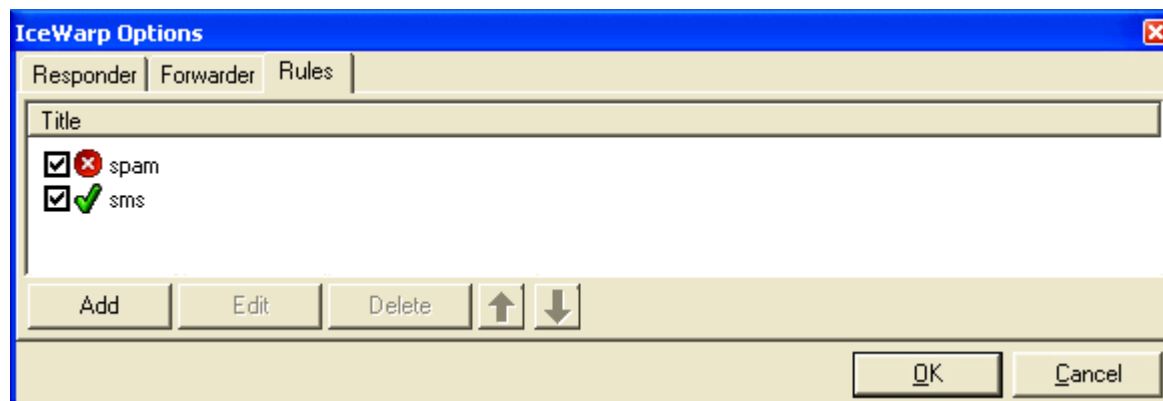 IceWarp Options
Responder Forwarder Rules
Title
spam
sms
Add Edit Delete
OK Cancel